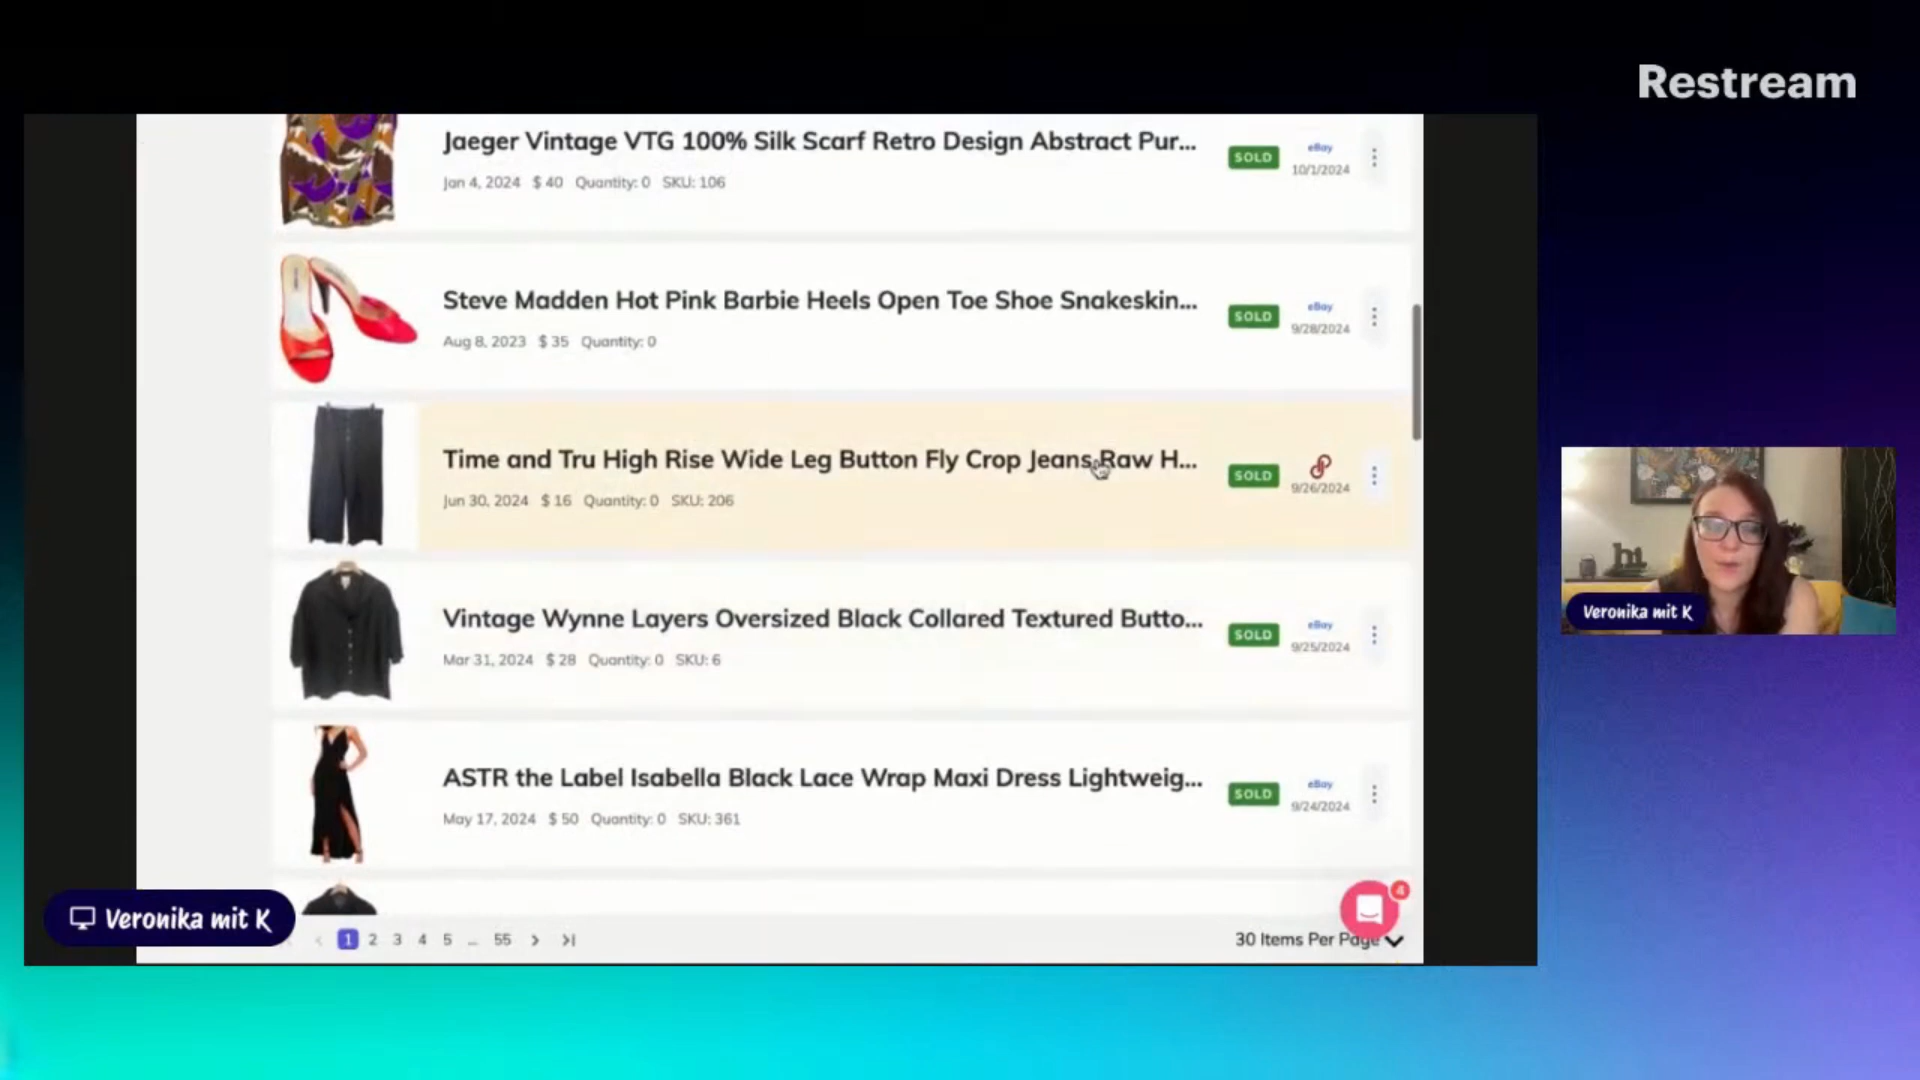 Restream
Jaeger Vintage VTG 100% Silk Scarf Retro Design Abstract Pur...
Jan 4, 2024 $ 40 Quantity: 0 SKU: 106
SOLD
eBay
10/1/2024
Steve Madden Hot Pink Barbie Heels Open Toe Shoe Snakeskin...
Aug 8, 2023 $ 35 Quantity: 0
SOLD
eBay
9/28/2024
Time and Tru High Rise Wide Leg Button Fly Crop Jeans Raw H...
Jun 30, 2024 $ 16 Quantity: 0 SKU: 206
SOLD
9/26/2024
Vintage Wynne Layers Oversized Black Collared Textured Butto...
Mar 31, 2024 $ 28 Quantity: 0 SKU: 6
SOLD
eBay
9/25/2024
ASTR the Label Isabella Black Lace Wrap Maxi Dress Lightweig...
May 17, 2024 $ 50 Quantity: 0 SKU: 361
SOLD
eBay
9/24/2024
4
1 2 3 4 5 ... 55
30 Items Per Page
Veronika mit K
hi
Veronika mit K